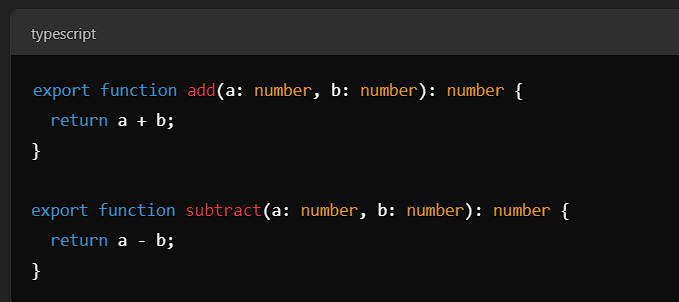 typescript
export function add(a: number, b: number): number {
  return a + b;
}
export function subtract(a: number, b: number): number {
  return a - b;
}